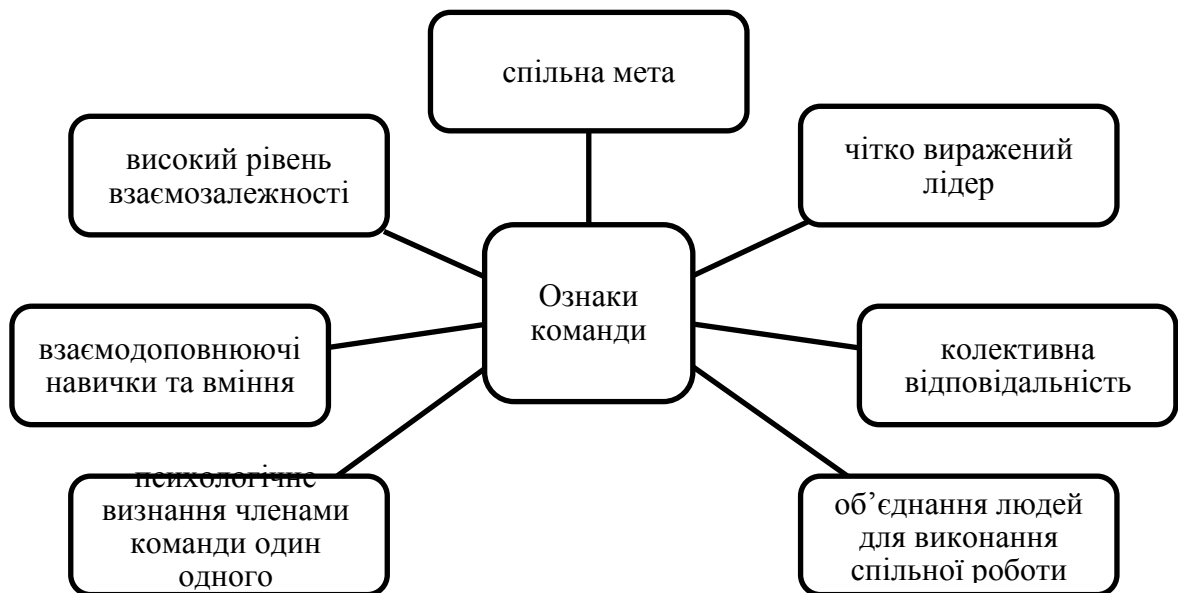 спільна мета
високий рівень
взаємозалежності
чітко виражений
лідер
Ознаки
команди
взаємодоповнюючі
навички та вміння
колективна
відповідальність
психологічне
визнання членами
команди один
одного
об’єднання людей
для виконання
спільної роботи